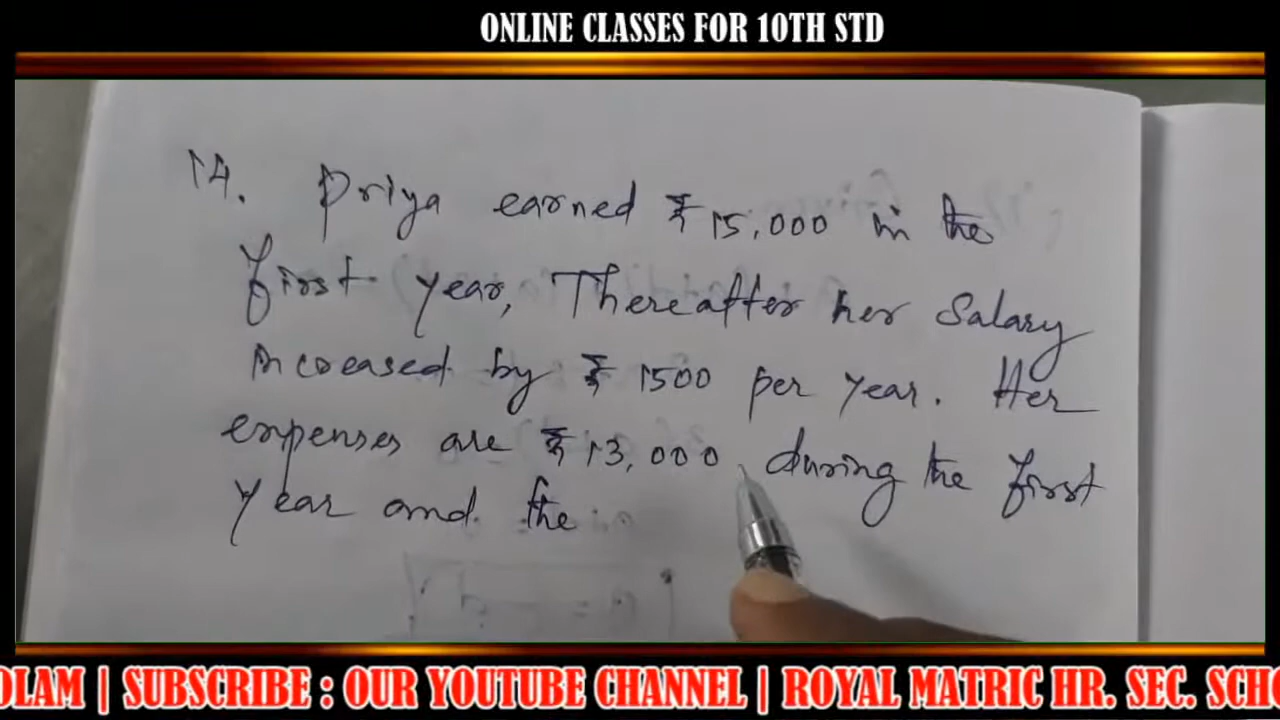 ONLINE CLASSES FOR 10TH STD
14. Priya earned ₹ 15,000 in the
first year, Thereafter her salary
increased by ₹ 1500 per year. Her
expenses are ₹ 13,000 during the first
year and the
OLAM | SUBSCRIBE : OUR YOUTUBE CHANNEL | ROYAL MATRIC HR. SEC. SCHO